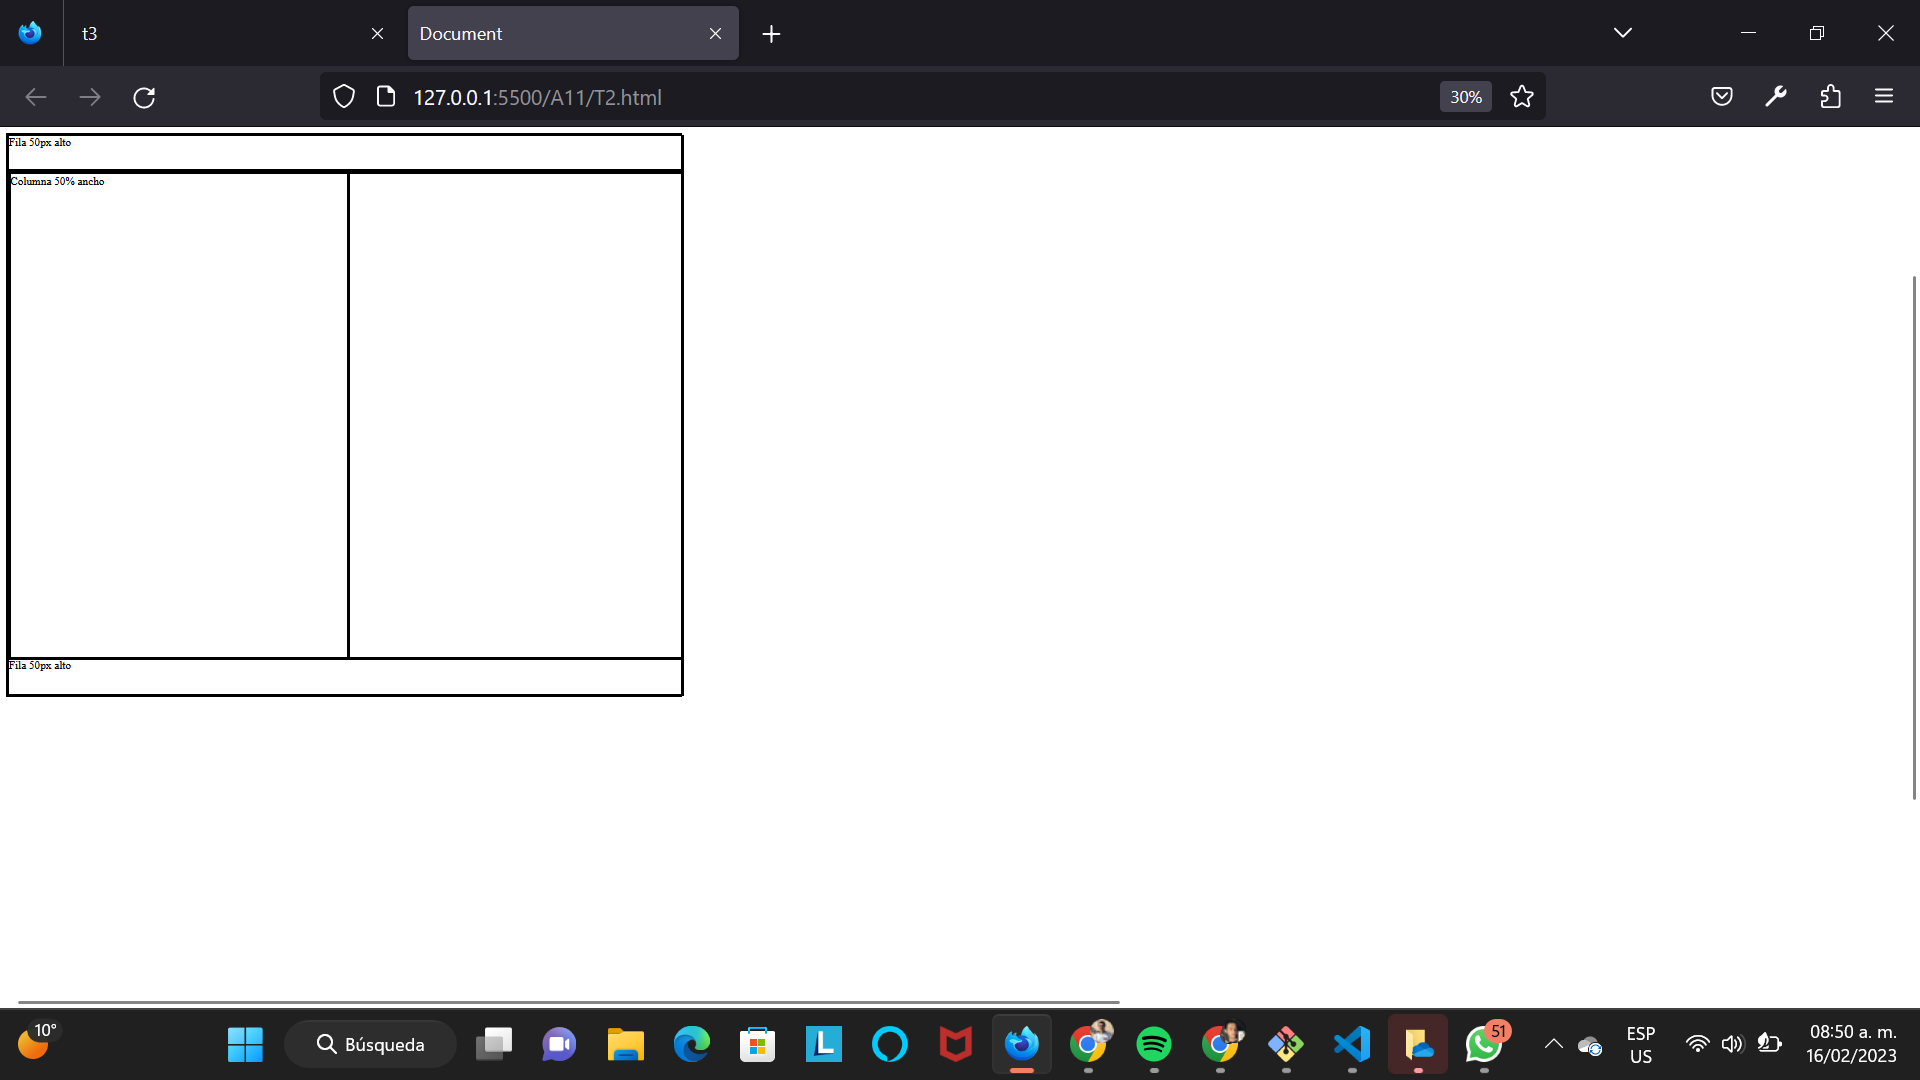 t3
Document
127.0.0.1:5500/A11/T2.html
30%
Fila 50px alto
Columna 50% ancho
Fila 50px alto
10°
Búsqueda
L
51
ESP
US
08:50 a. m.
16/02/2023